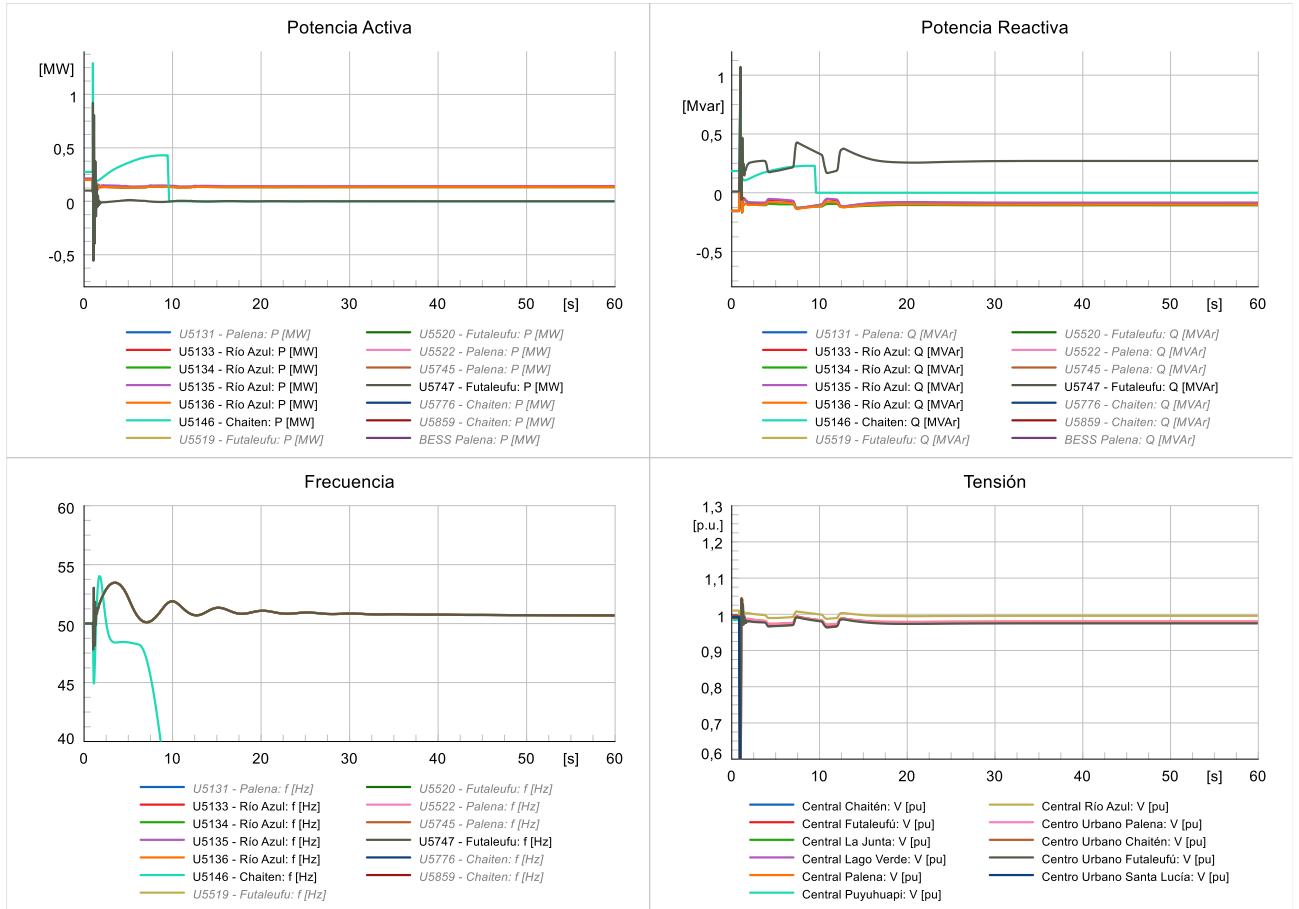 Potencia Activa
[MW]
1
0,5
0
-0,5
0 10 20 30 40 [s] 60
U5131 - Palena: P [MW]
U5133 - Río Azul: P [MW]
U5134 - Río Azul: P [MW]
U5135 - Río Azul: P [MW]
U5136 - Río Azul: P [MW]
U5146 - Chaiten: P [MW]
U5519 - Futaleufu: P [MW]
U5520 - Futaleufu: P [MW]
U5522 - Palena: P [MW]
U5745 - Palena: P [MW]
U5747 - Futaleufu: P [MW]
U5776 - Chaiten: P [MW]
U5859 - Chaiten: P [MW]
BESS Palena: P [MW]
Potencia Reactiva
1
[Mvar]
0,5
0
-0,5
0 10 20 30 40 [s] 60
U5131 - Palena: Q [MVAr]
U5133 - Río Azul: Q [MVAr]
U5134 - Río Azul: Q [MVAr]
U5135 - Río Azul: Q [MVAr]
U5136 - Río Azul: Q [MVAr]
U5146 - Chaiten: Q [MVAr]
U5519 - Futaleufu: Q [MVAr]
U5520 - Futaleufu: Q [MVAr]
U5522 - Palena: Q [MVAr]
U5745 - Palena: Q [MVAr]
U5747 - Futaleufu: Q [MVAr]
U5776 - Chaiten: Q [MVAr]
U5859 - Chaiten: Q [MVAr]
BESS Palena: Q [MVAr]
Frecuencia
60
55
50
45
40
0 10 20 30 40 [s] 60
U5131 - Palena: f [Hz]
U5133 - Río Azul: f [Hz]
U5134 - Río Azul: f [Hz]
U5135 - Río Azul: f [Hz]
U5136 - Río Azul: f [Hz]
U5146 - Chaiten: f [Hz]
U5519 - Futaleufu: f [Hz]
U5520 - Futaleufu: f [Hz]
U5522 - Palena: f [Hz]
U5745 - Palena: f [Hz]
U5747 - Futaleufu: f [Hz]
U5776 - Chaiten: f [Hz]
U5859 - Chaiten: f [Hz]
Tensión
1,3
[p.u.]
1,2
1,1
1
0,9
0,8
0,7
0,6
0 10 20 30 40 [s] 60
Central Chaitén: V [pu]
Central Futaleufú: V [pu]
Central La Junta: V [pu]
Central Lago Verde: V [pu]
Central Palena: V [pu]
Central Puyuhuapi: V [pu]
Central Río Azul: V [pu]
Centro Urbano Palena: V [pu]
Centro Urbano Chaitén: V [pu]
Centro Urbano Futaleufú: V [pu]
Centro Urbano Santa Lucía: V [pu]